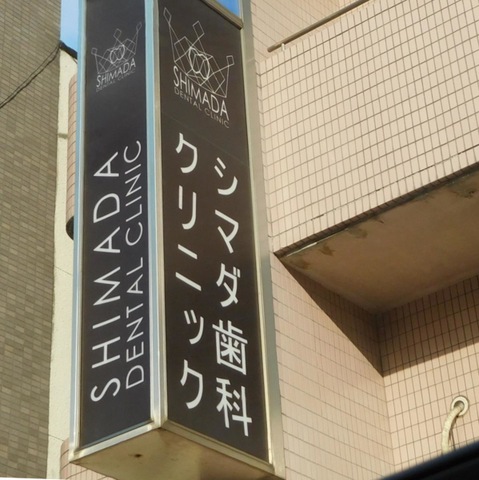 SHIMADA
DENTAL CLINIC
SHIMADA
DENTAL CLINIC
SHIMADA
DENTAL CLINIC
シマダ歯科
クリニック